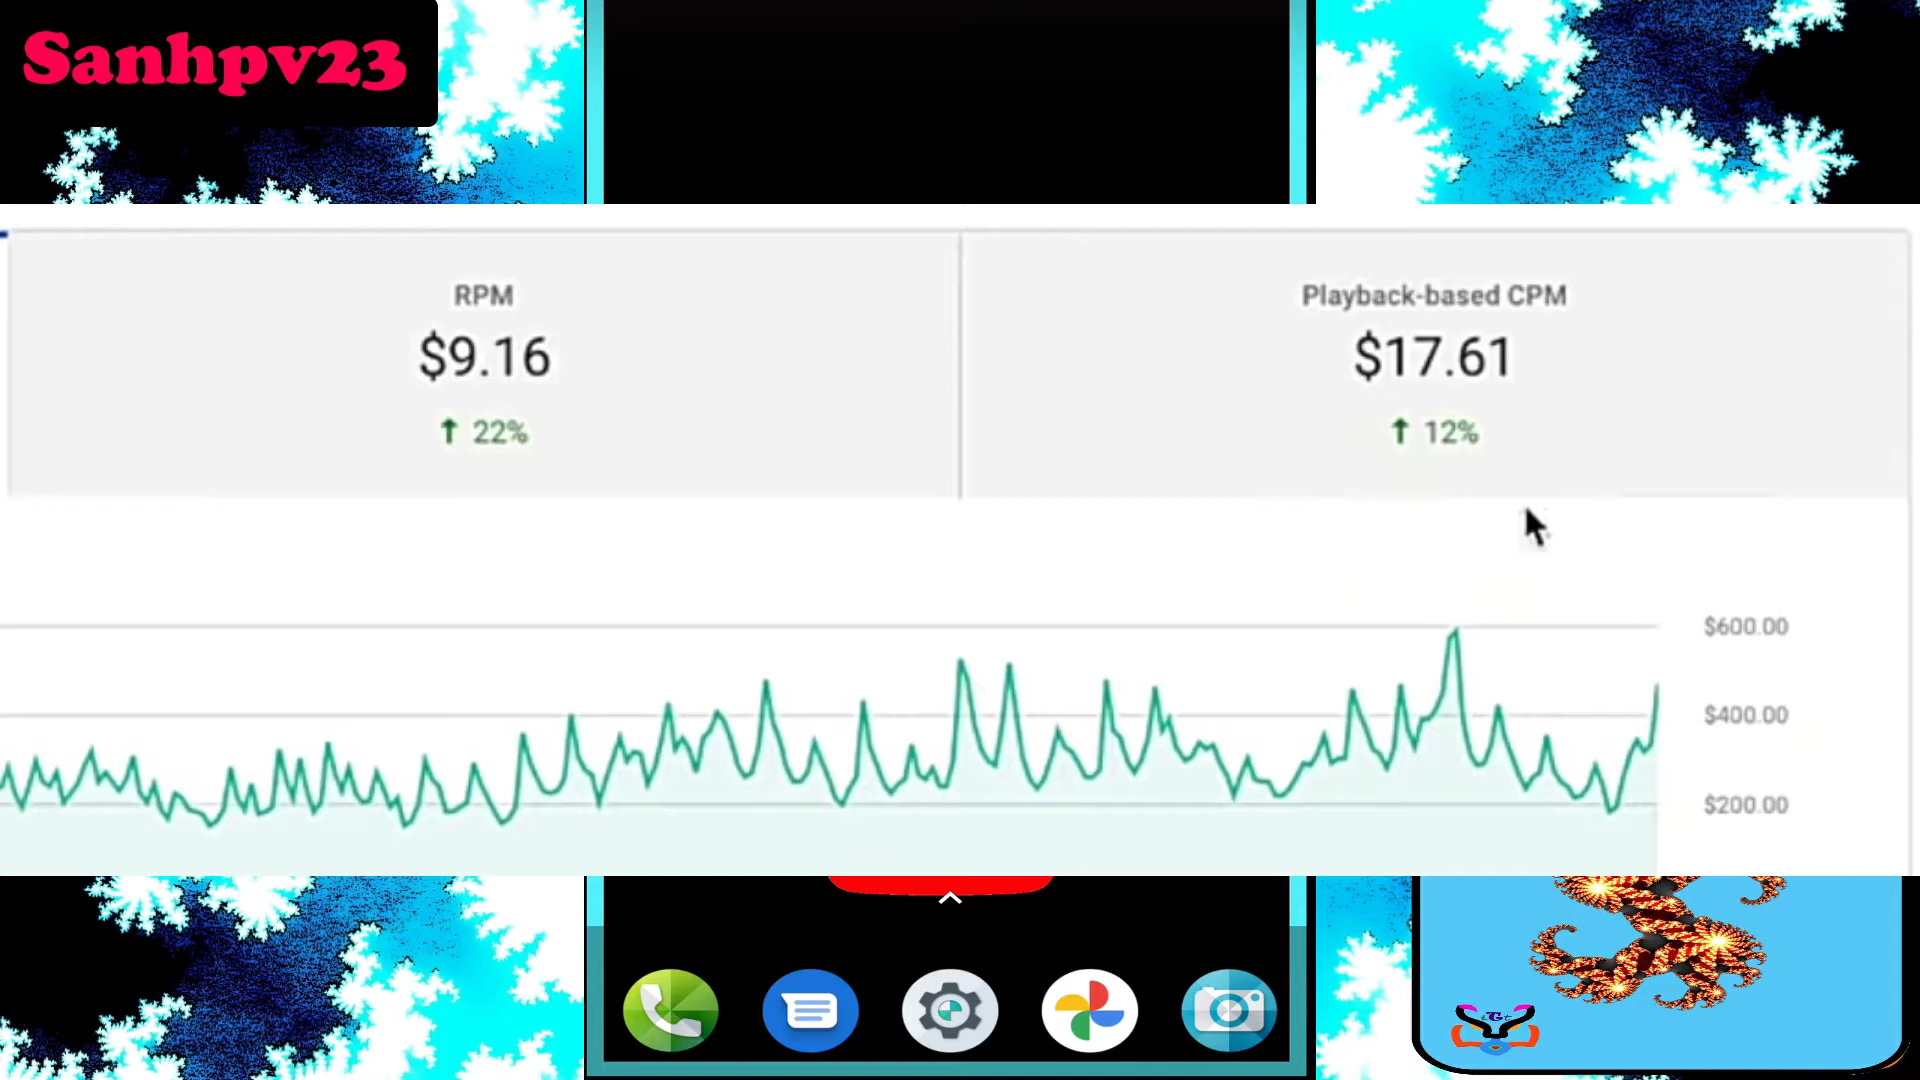 Sanhpv23
RPM
$9.16
↑ 22%
Playback-based CPM
$17.61
↑ 12%
$600.00
$400.00
$200.00